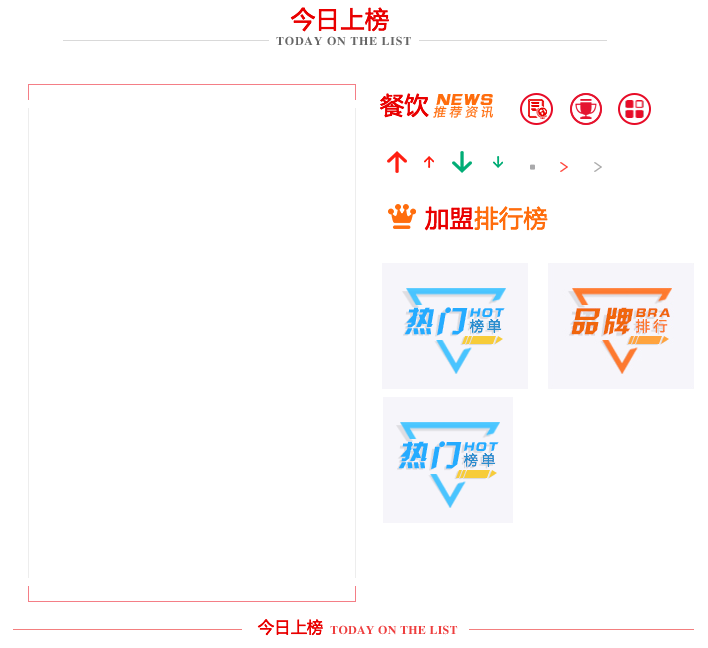 今日上榜
TODAY ON THE LIST
餐饮 NEWS
推荐资讯
加盟排行榜
热门 HOT
榜单
品牌 BRA
排行
热门 HOT
榜单
今日上榜 TODAY ON THE LIST